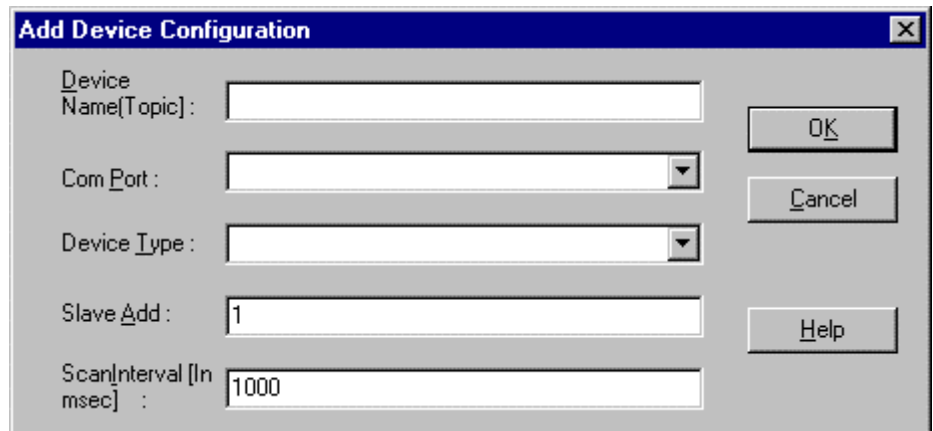 Add Device Configuration
Device
Name(Topic] :
OK
Com Port :
Cancel
Device Type :
Slave Add :
1
Help
ScanInterval [In
msec] :
1000